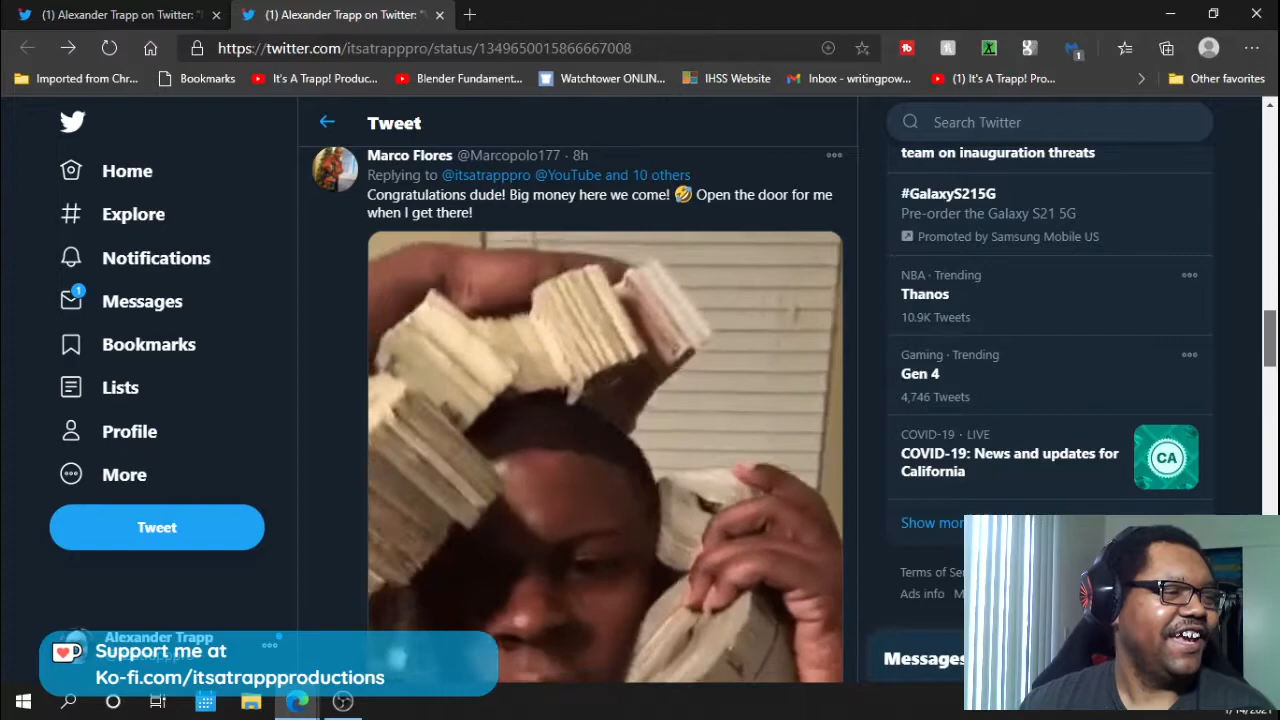 (1) Alexander Trapp on Twitter: "
(1) Alexander Trapp on Twitter: "
https://twitter.com/itsatrapppro/status/1349650015866667008
1
Imported from Chr...
Bookmarks
It's A Trapp! Produc...
Blender Fundament...
Watchtower ONLIN...
IHSS Website
Inbox - writingpow...
(1) It's A Trapp! Pro...
Other favorites
Home
Explore
Notifications
1
Messages
Bookmarks
Lists
Profile
More
Tweet
Alexander Trapp
Support me at
Ko-fi.com/itsatrappproductions
Tweet
Marco Flores @Marcopolo177 · 8h
Replying to @itsatrapppro @YouTube and 10 others
Congratulations dude! Big money here we come! 🤣 Open the door for me
when I get there!
Search Twitter
team on inauguration threats
#GalaxyS215G
Pre-order the Galaxy S21 5G
Promoted by Samsung Mobile US
NBA · Trending
Thanos
10.9K Tweets
Gaming · Trending
Gen 4
4,746 Tweets
COVID-19 · LIVE
COVID-19: News and updates for
California
CA
Show mor
Terms of Se
Ads info
Messages
1/14/2021